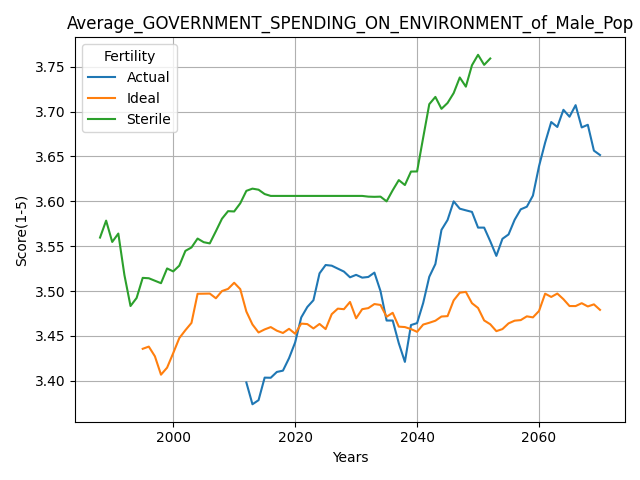 Average_GOVERNMENT_SPENDING_ON_ENVIRONMENT_of_Male_Pop
Fertility
Actual
Ideal
Sterile
Score(1-5)
3.75
3.70
3.65
3.60
3.55
3.50
3.45
3.40
2000 2020 2040 2060
Years